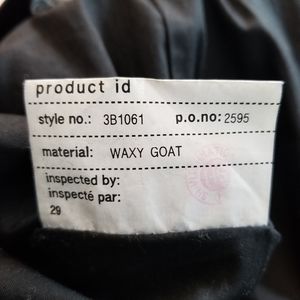 product id
style no.: 3B1061 p.o.no: 2595
material: WAXY GOAT
inspected by:
inspecté par:
29